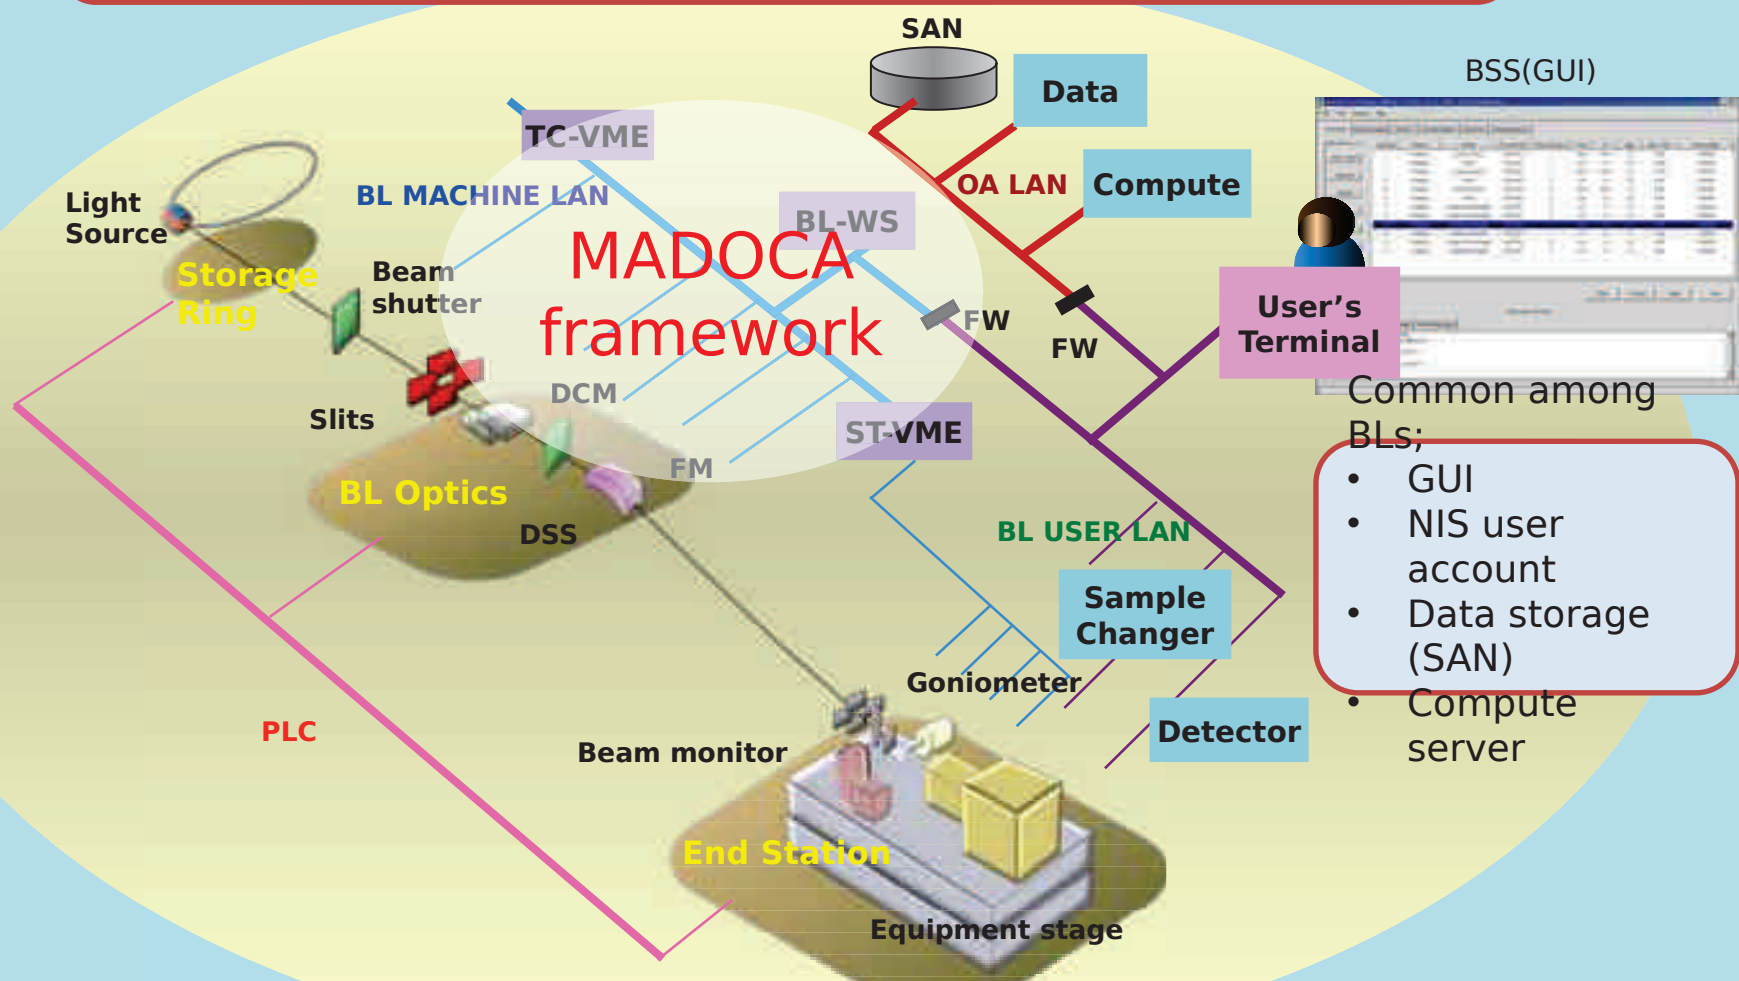 SAN
BSS(GUI)
Data
TC-VME
Compute
OA LAN
BL MACHINE LAN
Light
Source
BL-WS
MADOCA
framework
Storage
Ring
Beam
shutter
FW
FW
User's
Terminal
DCM
Slits
ST-VME
FM
BL Optics
DSS
BL USER LAN
Common among
BLs;
• GUI
• NIS user
account
• Data storage
(SAN)
• Compute
server
Sample
Changer
Goniometer
PLC
Beam monitor
Detector
End Station
Equipment stage